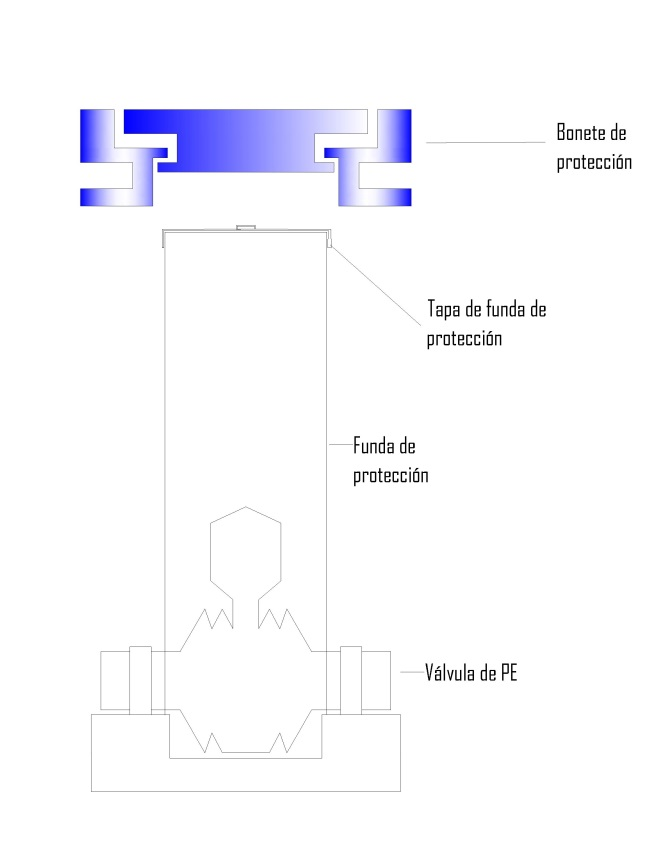 Bonete de
protección
Tapa de funda de
protección
Funda de
protección
Válvula de PE